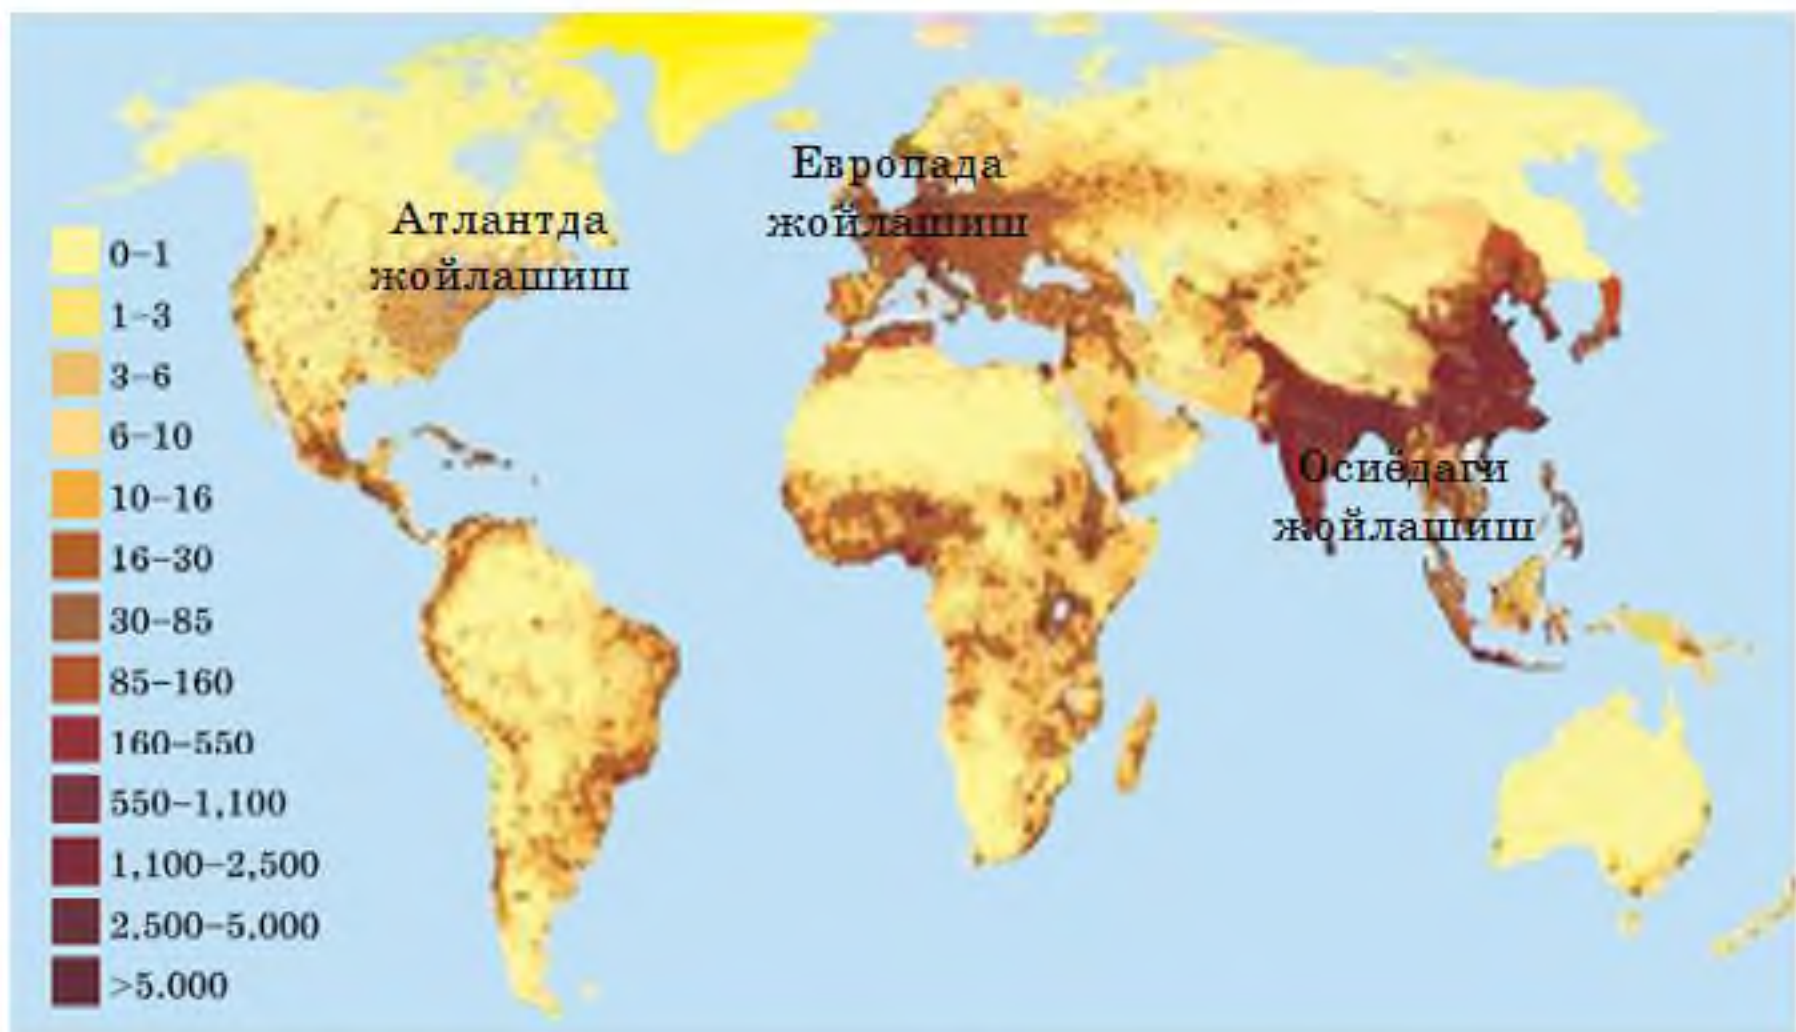 Европада
жойлашиш
Атлантда
жойлашиш
Осиёдаги
жойлашиш
0–1
1–3
3–6
6–10
10–16
16–30
30–85
85–160
160–550
550–1,100
1,100–2,500
2.500–5.000
>5.000